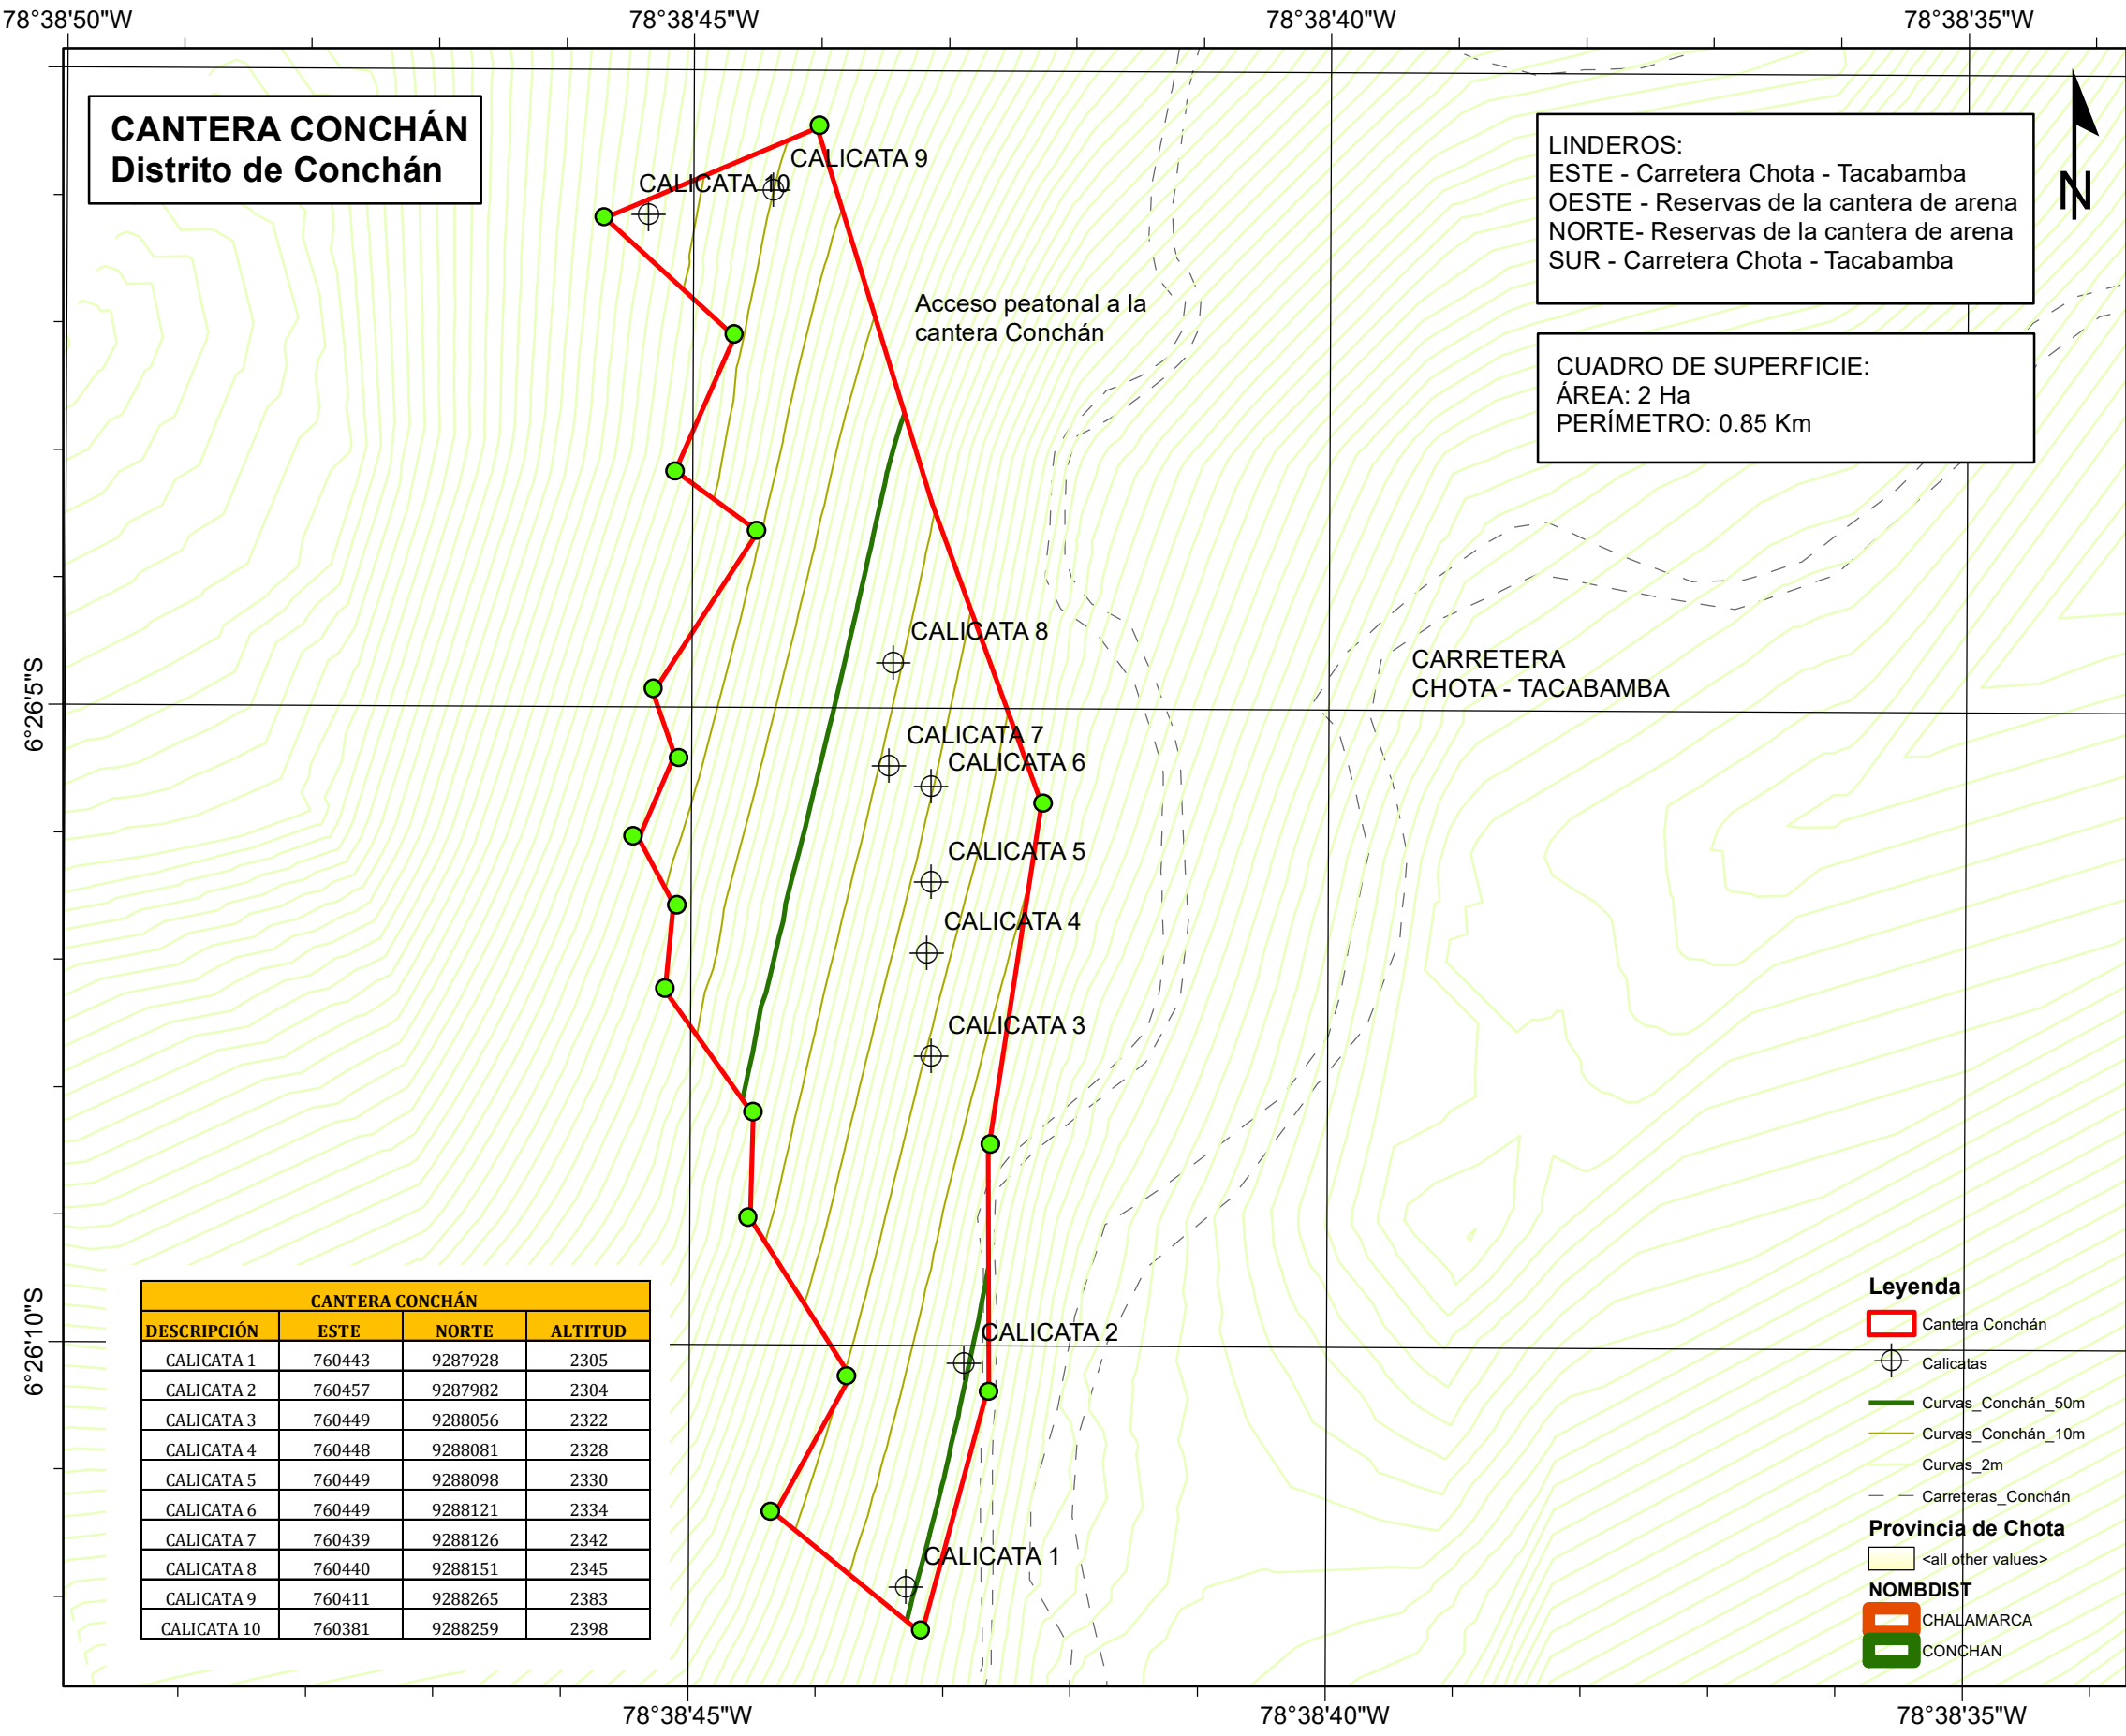 78°38'50"W 78°38'45"W 78°38'40"W 78°38'35"W
CANTERA CONCHÁN
Distrito de Conchán
LINDEROS:
ESTE - Carretera Chota - Tacabamba
OESTE - Reservas de la cantera de arena
NORTE- Reservas de la cantera de arena
SUR - Carretera Chota - Tacabamba
N
CUADRO DE SUPERFICIE:
ÁREA: 2 Ha
PERÍMETRO: 0.85 Km
CALICATA 9
CALICATA 10
Acceso peatonal a la
cantera Conchán
CALICATA 8
CARRETERA
CHOTA - TACABAMBA
6°26'5"S
CALICATA 7
CALICATA 6
CALICATA 5
CALICATA 4
CALICATA 3
CALICATA 2
CALICATA 1
6°26'10"S
CANTERA CONCHÁN
DESCRIPCIÓN ESTE NORTE ALTITUD
CALICATA 1 760443 9287928 2305
CALICATA 2 760457 9287982 2304
CALICATA 3 760449 9288056 2322
CALICATA 4 760448 9288081 2328
CALICATA 5 760449 9288098 2330
CALICATA 6 760449 9288121 2334
CALICATA 7 760439 9288126 2342
CALICATA 8 760440 9288151 2345
CALICATA 9 760411 9288265 2383
CALICATA 10 760381 9288259 2398
Leyenda
Cantera Conchán
Calicatas
Curvas_Conchán_50m
Curvas_Conchán_10m
Curvas_2m
Carreteras_Conchán
Provincia de Chota
<all other values>
NOMBDIST
CHALAMARCA
CONCHAN
78°38'45"W 78°38'40"W 78°38'35"W